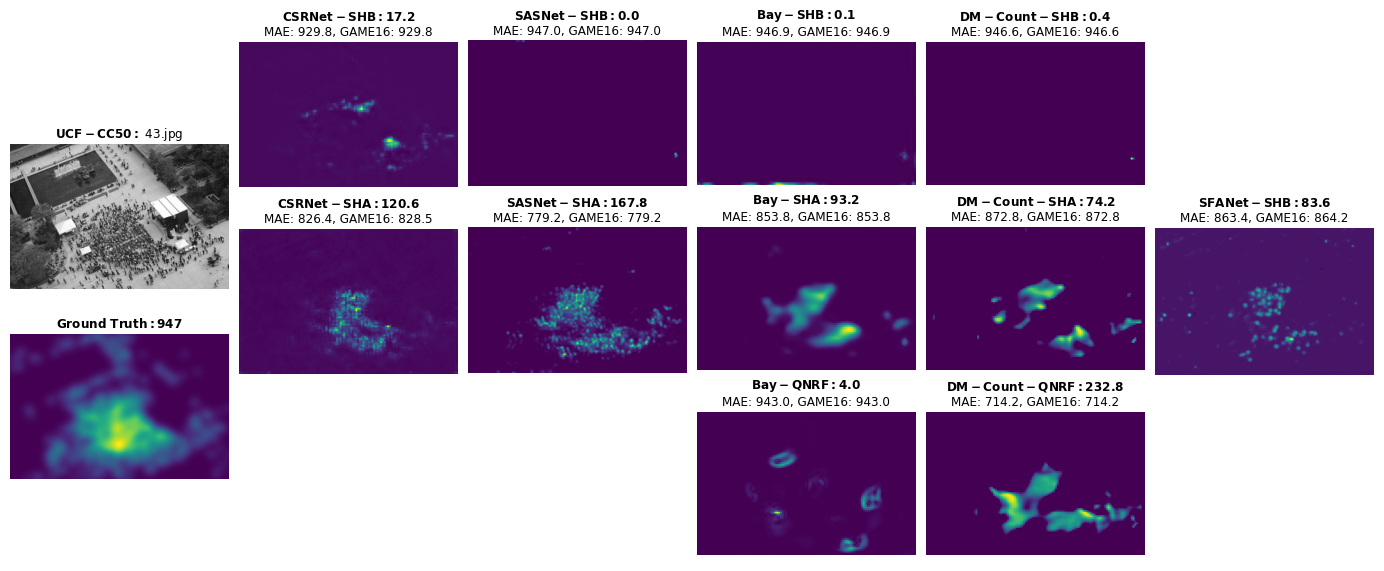 CSRNet − SHB : 17.2
MAE: 929.8, GAME16: 929.8
SASNet − SHB : 0.0
MAE: 947.0, GAME16: 947.0
Bay − SHB : 0.1
MAE: 946.9, GAME16: 946.9
DM − Count − SHB : 0.4
MAE: 946.6, GAME16: 946.6
UCF − CC50 : 43.jpg
CSRNet − SHA : 120.6
MAE: 826.4, GAME16: 828.5
SASNet − SHA : 167.8
MAE: 779.2, GAME16: 779.2
Bay − SHA : 93.2
MAE: 853.8, GAME16: 853.8
DM − Count − SHA : 74.2
MAE: 872.8, GAME16: 872.8
SFANet − SHB : 83.6
MAE: 863.4, GAME16: 864.2
Ground Truth : 947
Bay − QNRF : 4.0
MAE: 943.0, GAME16: 943.0
DM − Count − QNRF : 232.8
MAE: 714.2, GAME16: 714.2